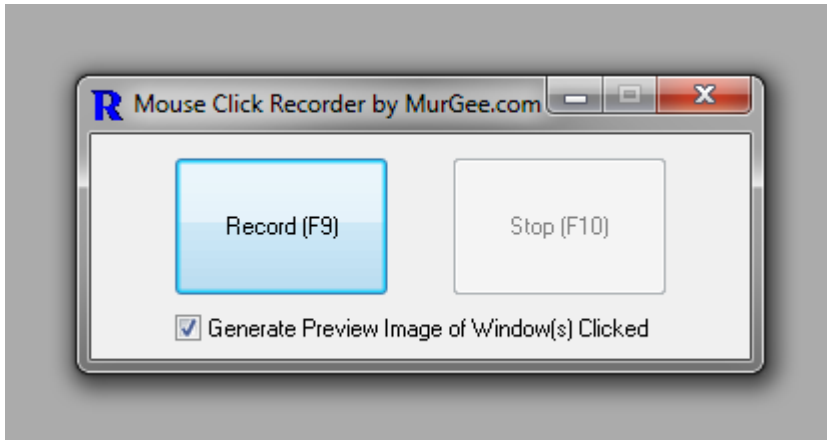 R Mouse Click Recorder by MurGee.com
Record (F9) Stop (F10)
Generate Preview Image of Window(s) Clicked